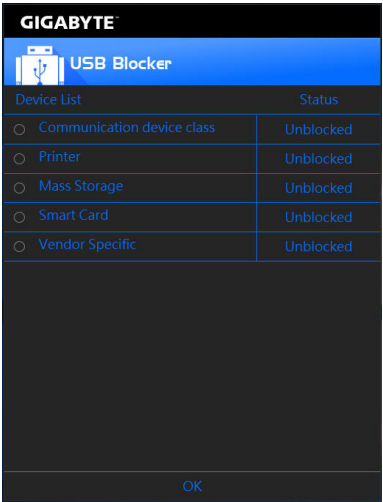 GIGABYTE™
USB Blocker
Device List Status
Communication device class Unblocked
Printer Unblocked
Mass Storage Unblocked
Smart Card Unblocked
Vendor Specific Unblocked
OK